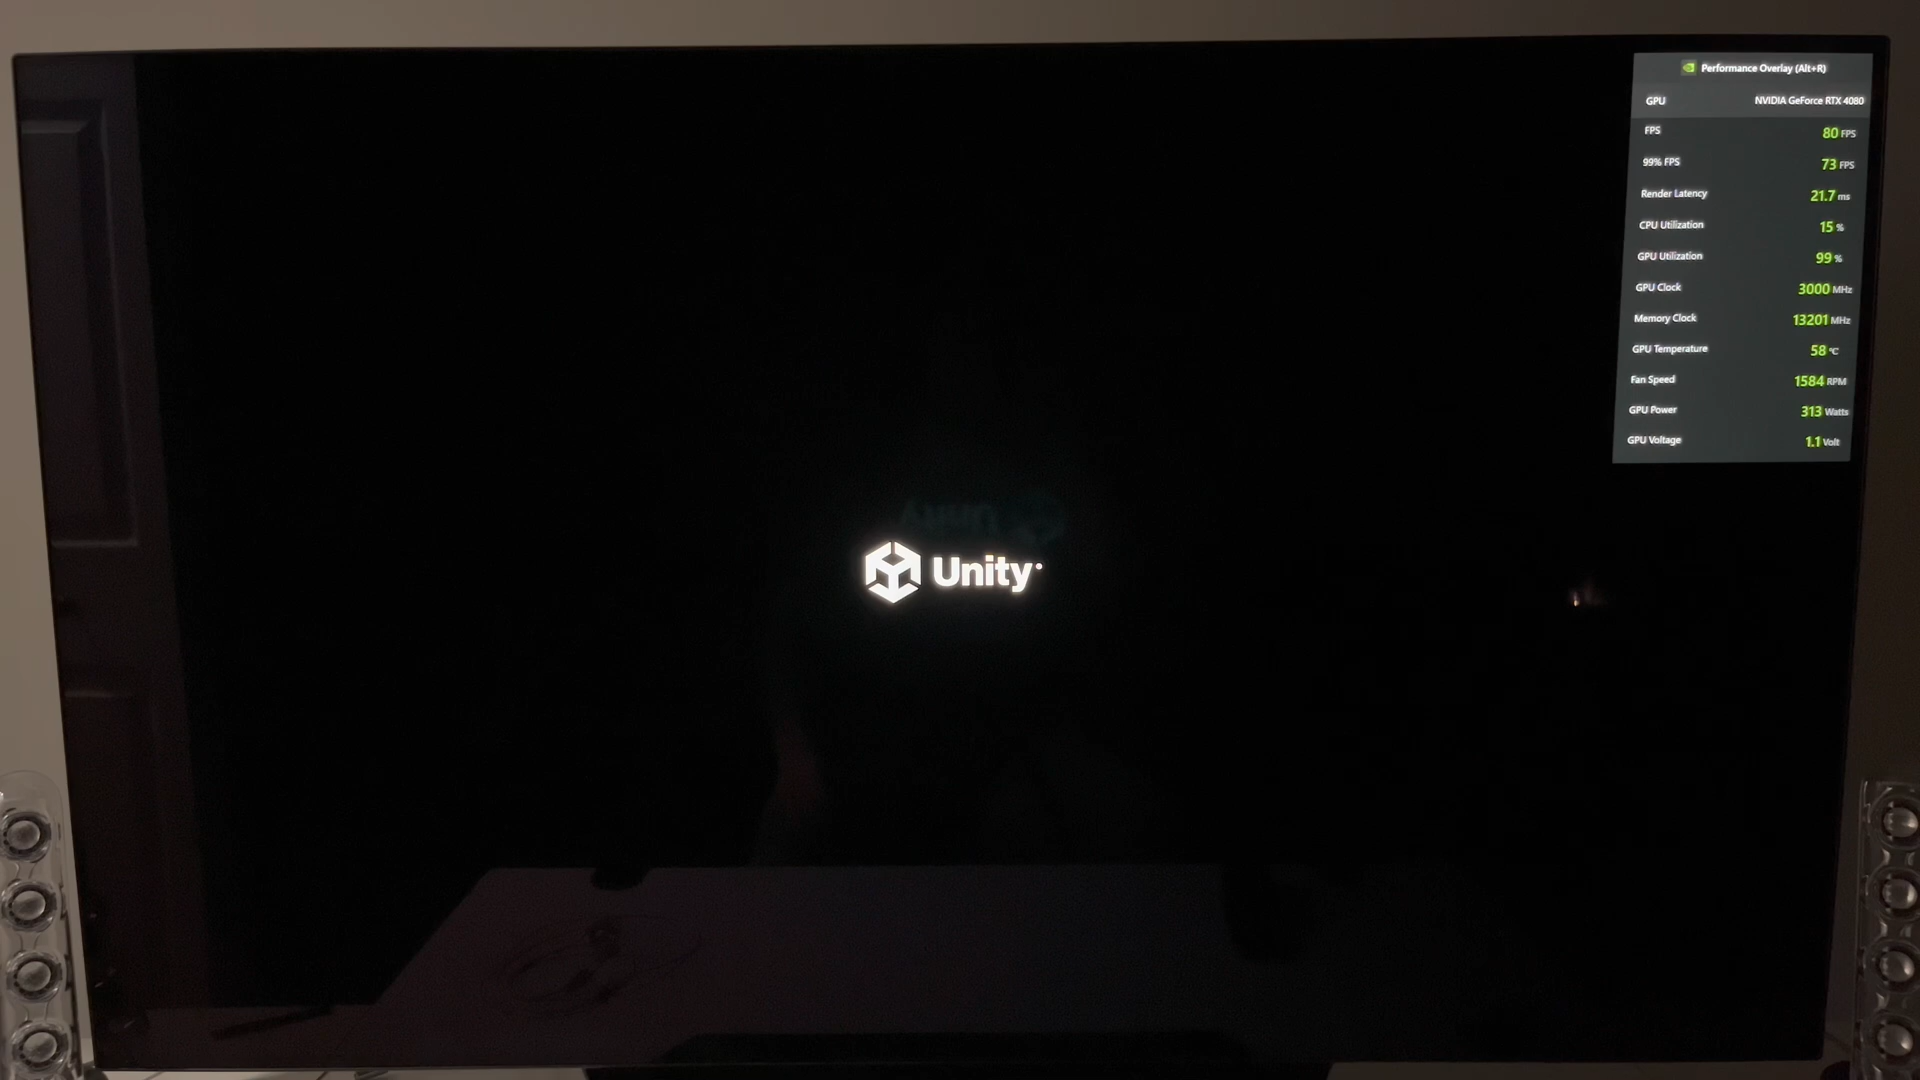 Performance Overlay (Alt+R)
GPU NVIDIA GeForce RTX 4080
FPS 80 FPS
99% FPS 73 FPS
Render Latency 21.7 ms
CPU Utilization 15 %
GPU Utilization 99 %
GPU Clock 3000 MHz
Memory Clock 13201 MHz
GPU Temperature 58 °C
Fan Speed 1584 RPM
GPU Power 313 Watts
GPU Voltage 1.1 Volt
Unity